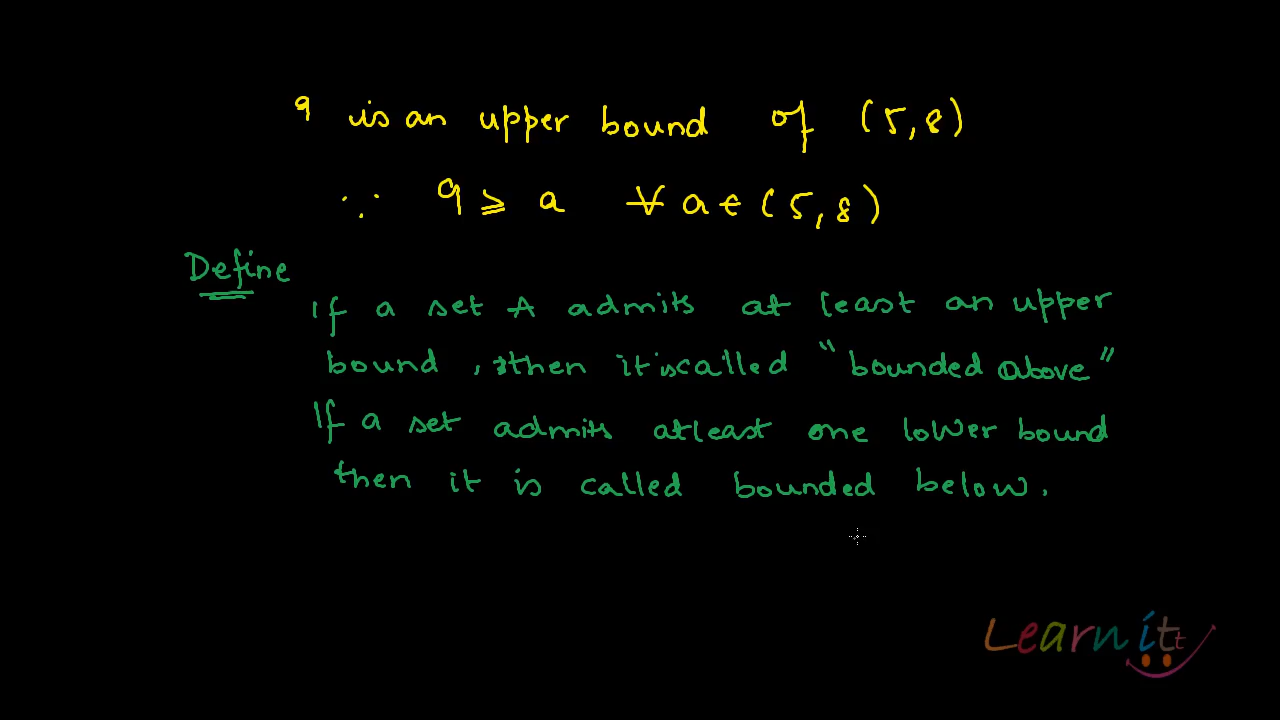 9 is an upper bound of (5,8)
∵ 9 ⩾ a ∀ a ∈ (5,8)
Define
If a set A admits at least an upper
bound, then it is called "bounded above"
If a set admits atleast one lower bound
then it is called bounded below.
Learnitt